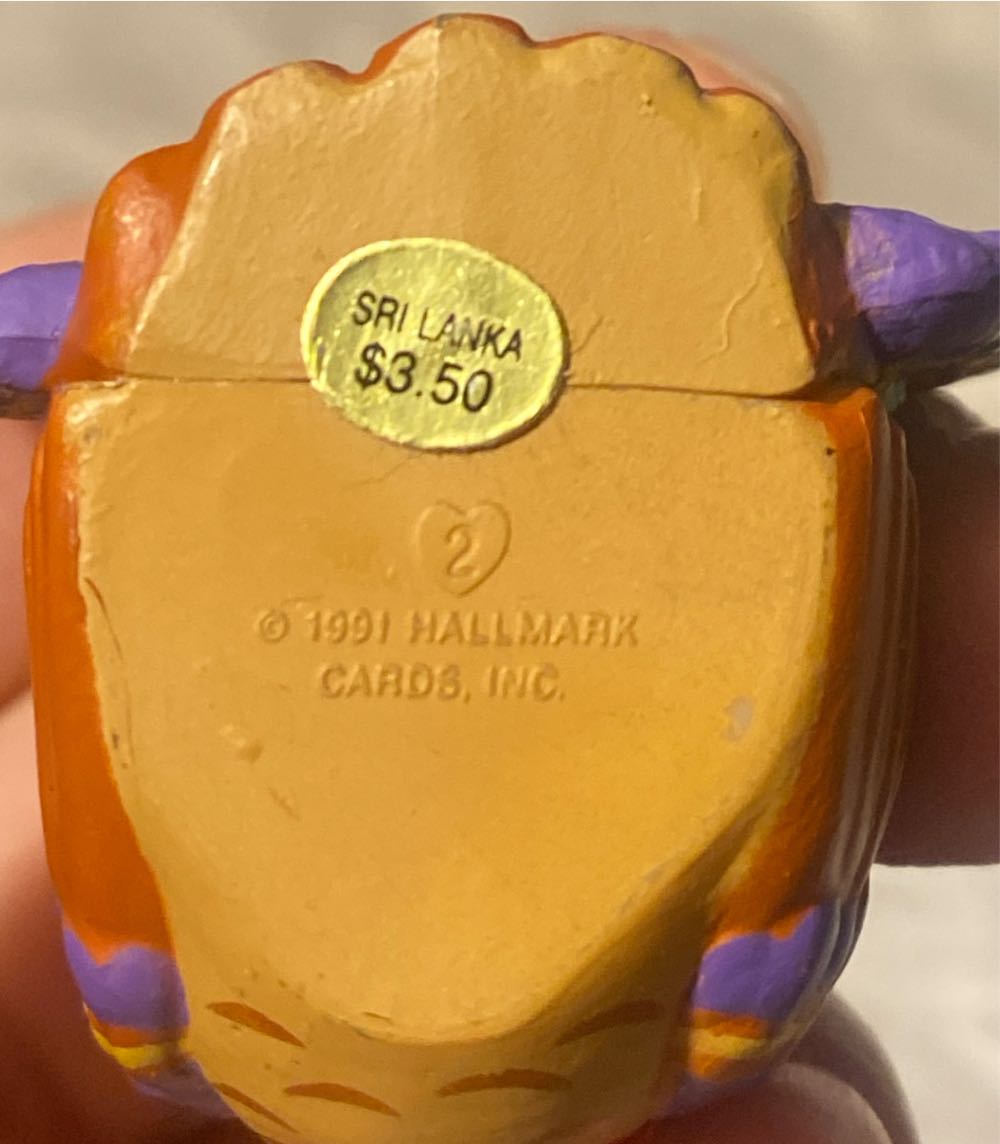 SRI LANKA
$3.50
2
© 1991 HALLMARK
CARDS, INC.